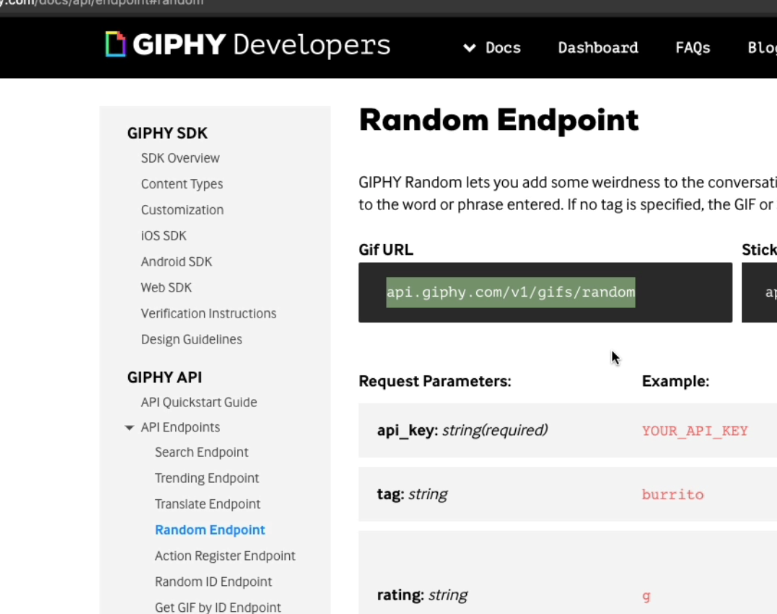 y.com/docs/api/endpoint#random
GIPHY Developers
Docs
Dashboard
FAQs
GIPHY SDK
SDK Overview
Content Types
Customization
iOS SDK
Android SDK
Web SDK
Verification Instructions
Design Guidelines
GIPHY API
API Quickstart Guide
API Endpoints
Search Endpoint
Trending Endpoint
Translate Endpoint
Random Endpoint
Action Register Endpoint
Random ID Endpoint
Get GIF by ID Endpoint
Random Endpoint
GIPHY Random lets you add some weirdness to the conversati
to the word or phrase entered. If no tag is specified, the GIF or
Gif URL
Stick
api.giphy.com/v1/gifs/random
Request Parameters:
Example:
api_key: string(required)
YOUR_API_KEY
tag: string
burrito
rating: string
g